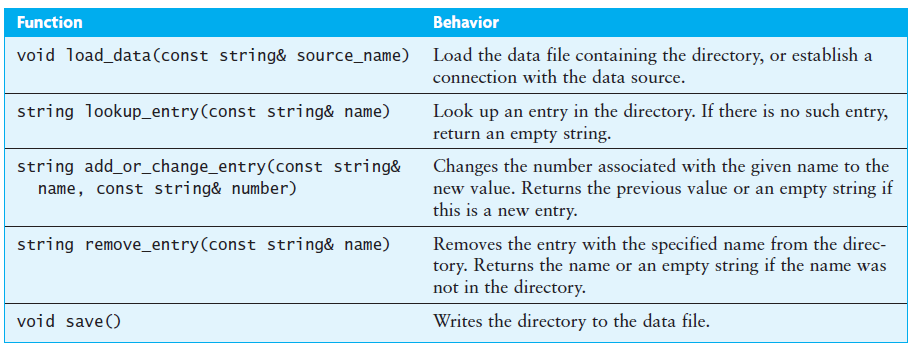 Function Behavior
void load_data(const string& source_name) Load the data file containing the directory, or establish a
connection with the data source.
string lookup_entry(const string& name) Look up an entry in the directory. If there is no such entry,
return an empty string.
string add_or_change_entry(const string& Changes the number associated with the given name to the
name, const string& number) new value. Returns the previous value or an empty string if
this is a new entry.
string remove_entry(const string& name) Removes the entry with the specified name from the direc-
tory. Returns the name or an empty string if the name was
not in the directory.
void save() Writes the directory to the data file.